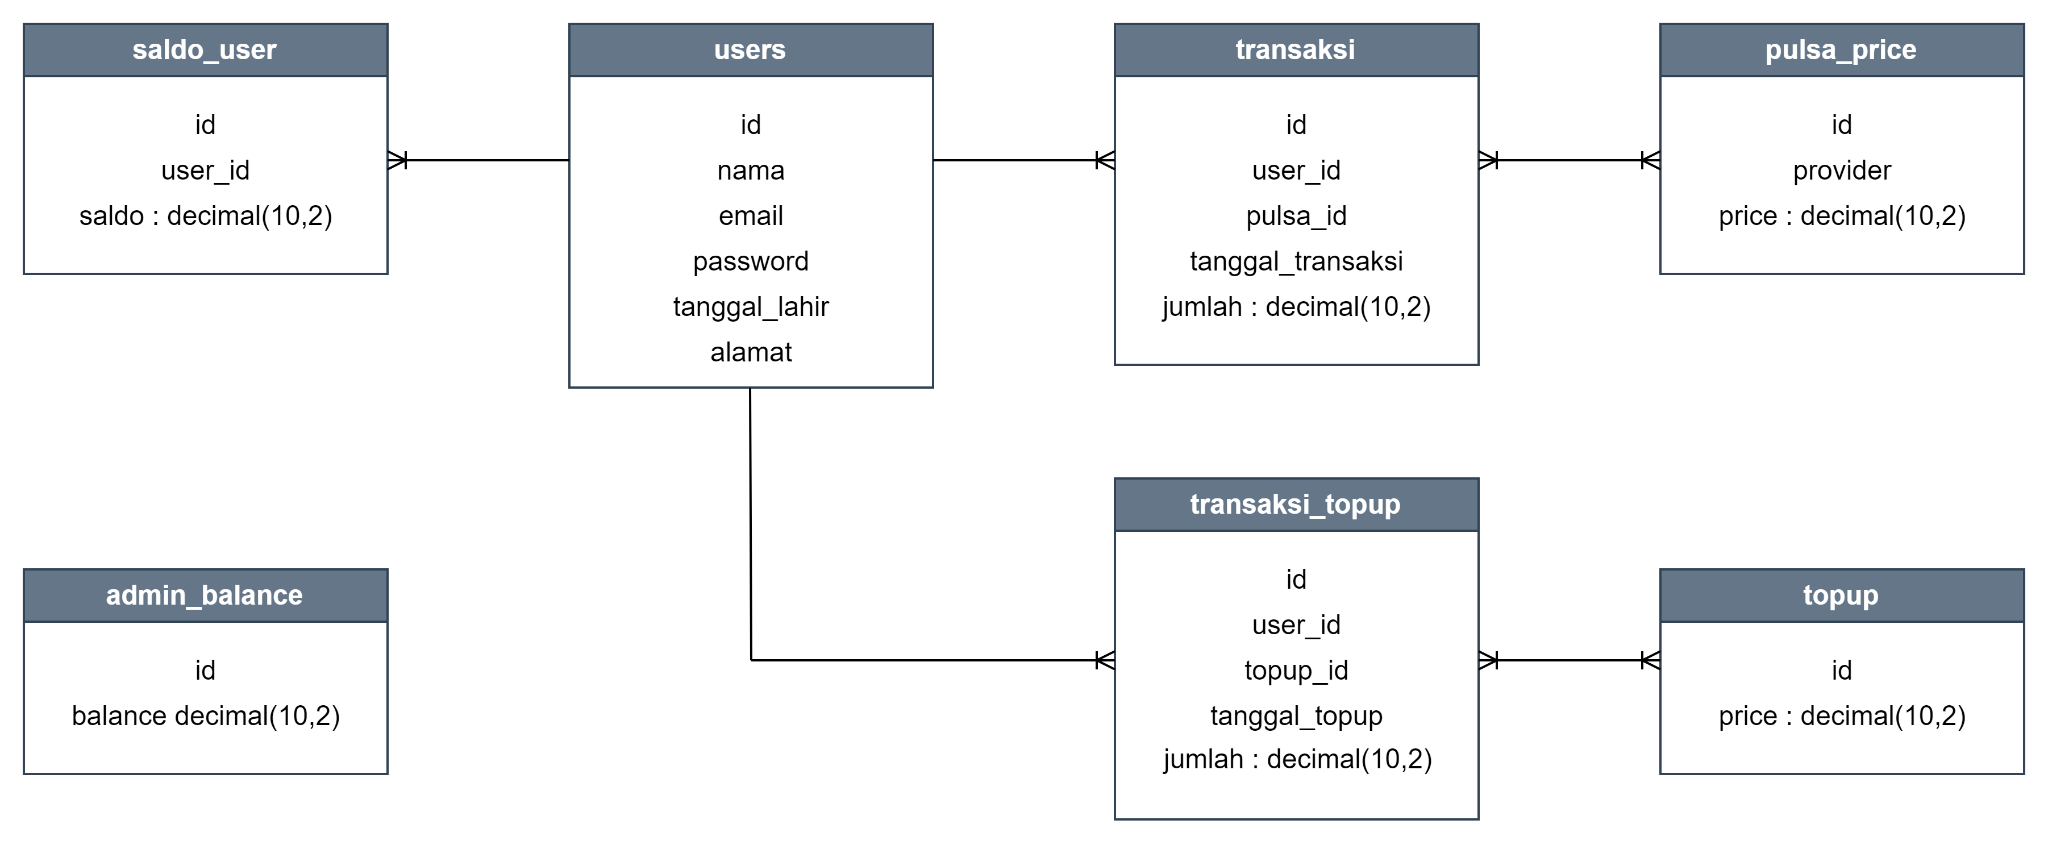 saldo_user
id
user_id
saldo : decimal(10,2)
users
id
nama
email
password
tanggal_lahir
alamat
transaksi
id
user_id
pulsa_id
tanggal_transaksi
jumlah : decimal(10,2)
pulsa_price
id
provider
price : decimal(10,2)
admin_balance
id
balance decimal(10,2)
transaksi_topup
id
user_id
topup_id
tanggal_topup
jumlah : decimal(10,2)
topup
id
price : decimal(10,2)